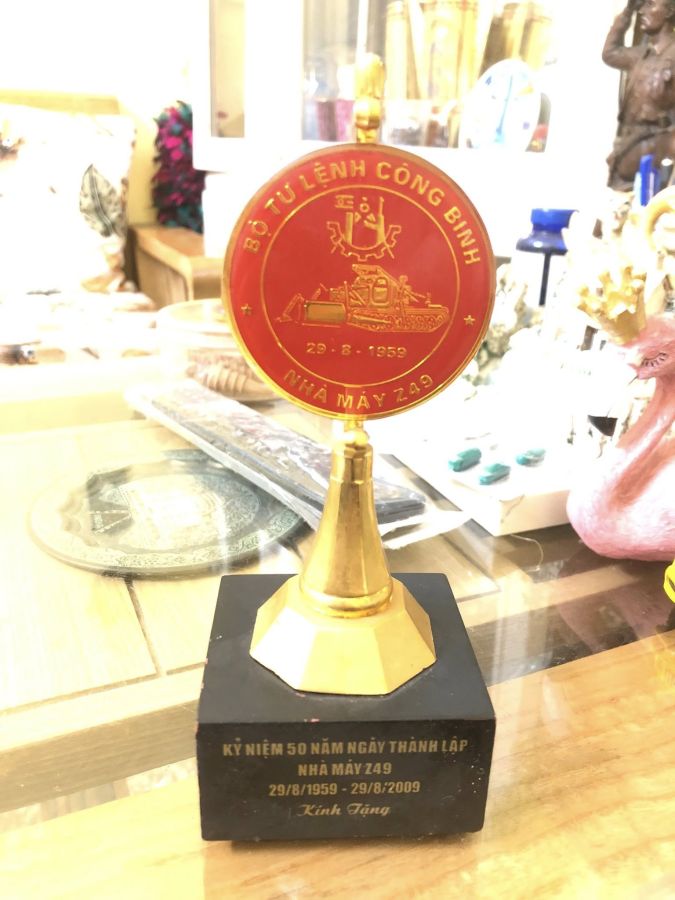 BỘ TƯ LỆNH CÔNG BINH
29 - 8 - 1959
NHÀ MÁY Z49
KỶ NIỆM 50 NĂM NGÀY THÀNH LẬP
NHÀ MÁY Z49
29/8/1959 - 29/8/2009
Kính Tặng